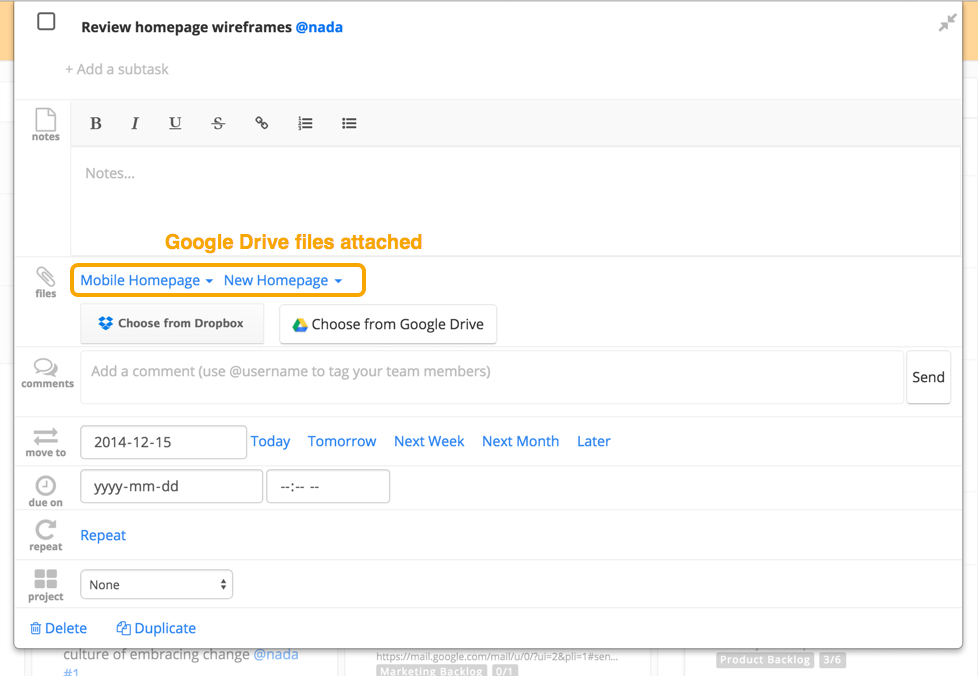 Review homepage wireframes @nada
+ Add a subtask
notes
B I U S
Notes...
Google Drive files attached
files
Mobile Homepage New Homepage
Choose from Dropbox Choose from Google Drive
comments
Add a comment (use @username to tag your team members)
Send
move to
2014-12-15 Today Tomorrow Next Week Next Month Later
due on
yyyy-mm-dd --:-- --
repeat
Repeat
project
None
Delete Duplicate
culture of embracing change @nada
#1
https://mail.google.com/mail/u/0/?ui=2&pli=1#sen...
Marketing Backlog 0/1
Product Backlog 3/6